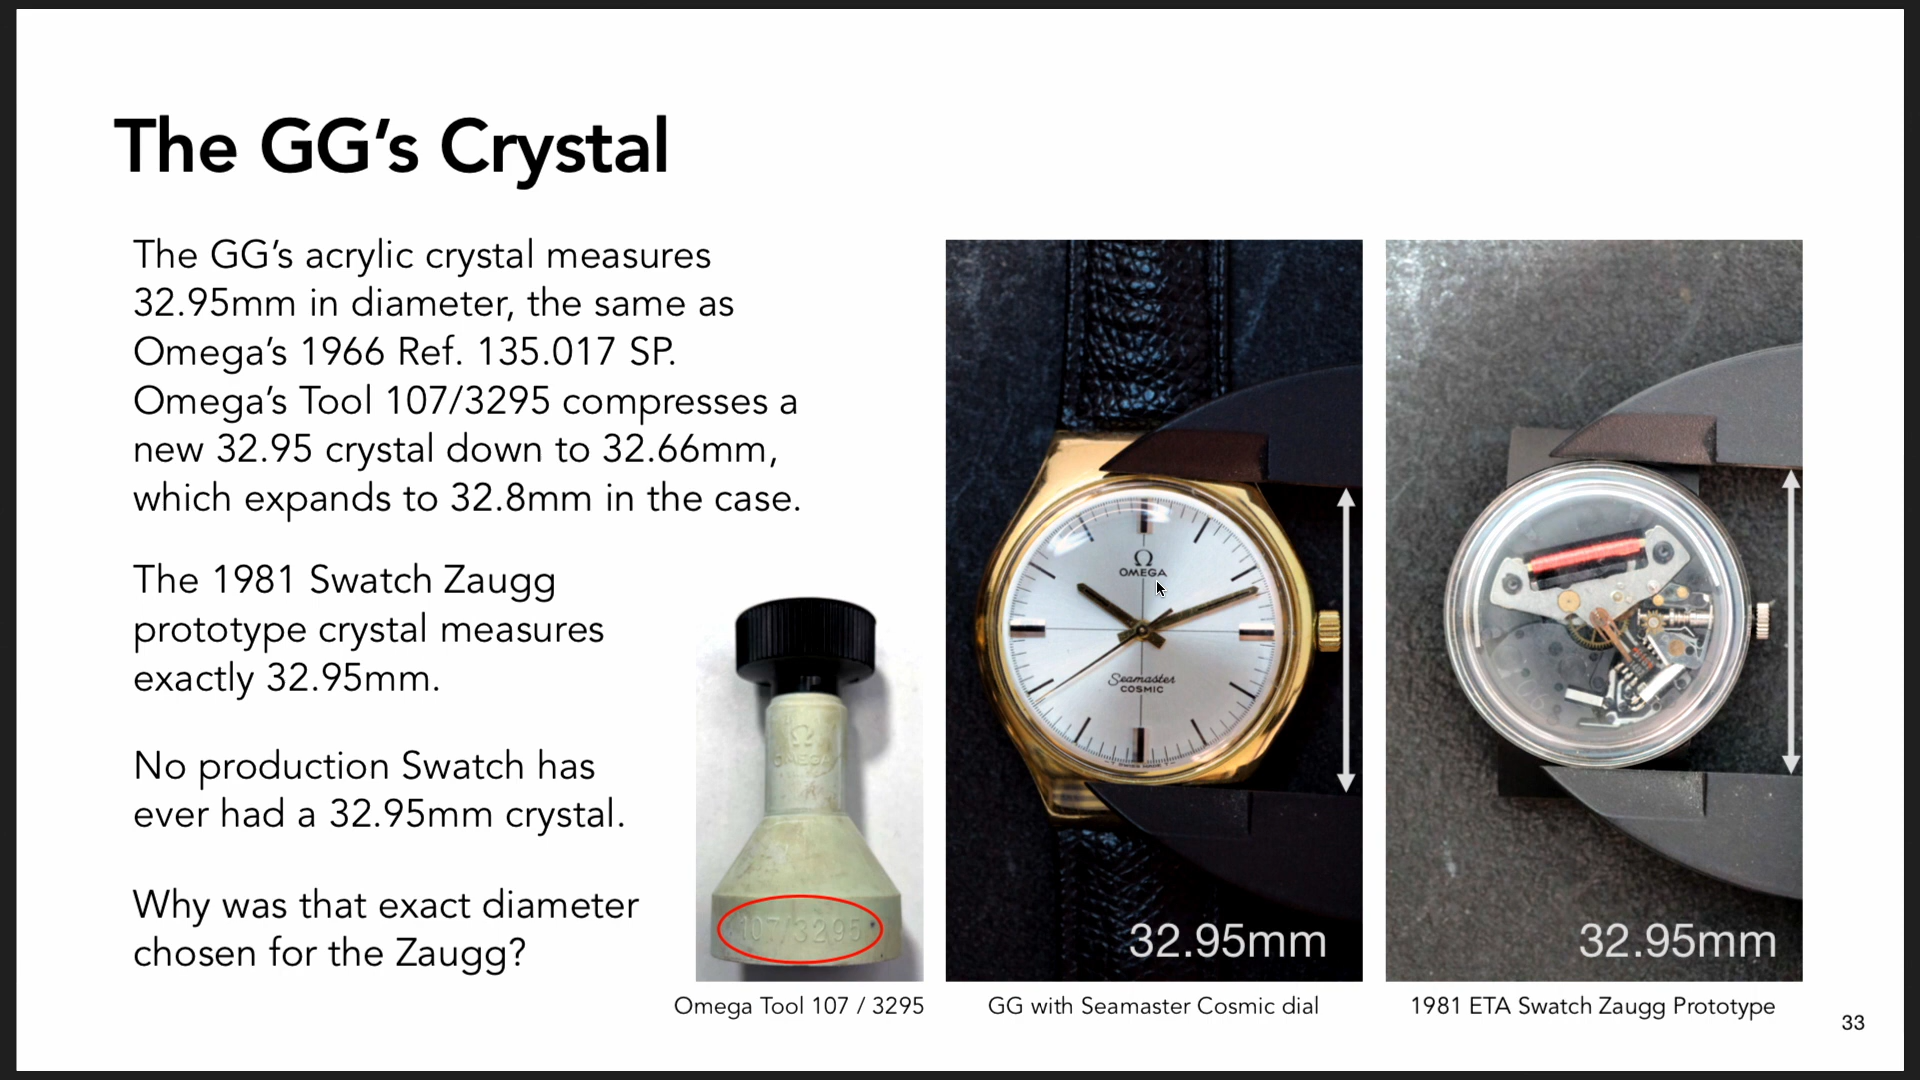 The GG’s Crystal
The GG’s acrylic crystal measures
32.95mm in diameter, the same as
Omega’s 1966 Ref. 135.017 SP.
Omega’s Tool 107/3295 compresses a
new 32.95 crystal down to 32.66mm,
which expands to 32.8mm in the case.
The 1981 Swatch Zaugg
prototype crystal measures
exactly 32.95mm.
No production Swatch has
ever had a 32.95mm crystal.
Why was that exact diameter
chosen for the Zaugg?
Ω
OMEGA
107/3295
Omega Tool 107 / 3295
Ω
OMEGA
Seamaster
COSMIC
32.95mm
GG with Seamaster Cosmic dial
32.95mm
1981 ETA Swatch Zaugg Prototype
33